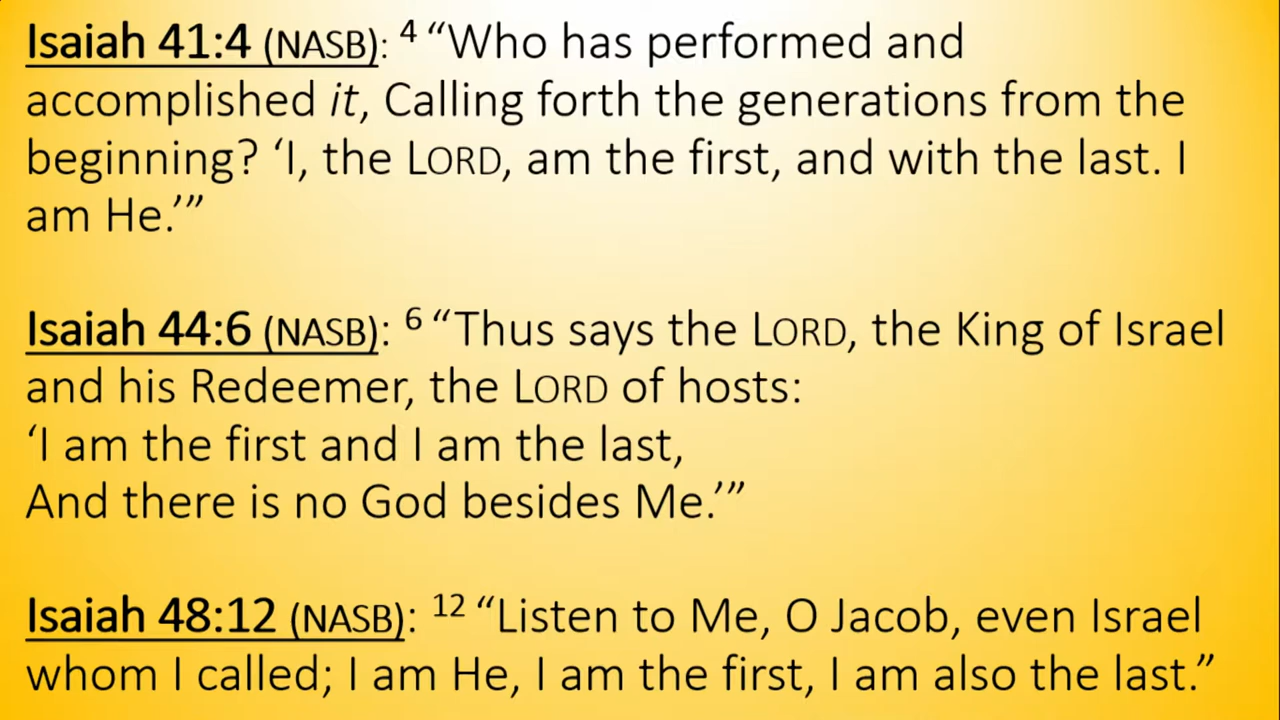 Isaiah 41:4 (NASB): ⁴ “Who has performed and
accomplished it, Calling forth the generations from the
beginning? ‘I, the LORD, am the first, and with the last. I
am He.’”
Isaiah 44:6 (NASB): ⁶ “Thus says the LORD, the King of Israel
and his Redeemer, the LORD of hosts:
‘I am the first and I am the last,
And there is no God besides Me.’”
Isaiah 48:12 (NASB): ¹² “Listen to Me, O Jacob, even Israel
whom I called; I am He, I am the first, I am also the last.”